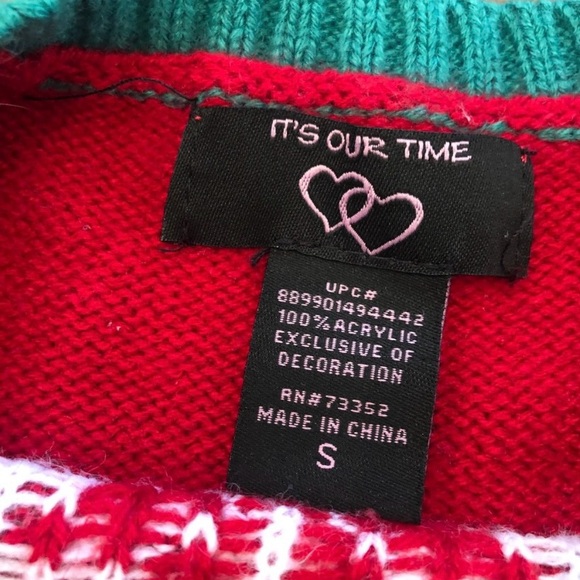 IT'S OUR TIME
UPC#
889901494442
100% ACRYLIC
EXCLUSIVE OF
DECORATION
RN#73352
MADE IN CHINA
S